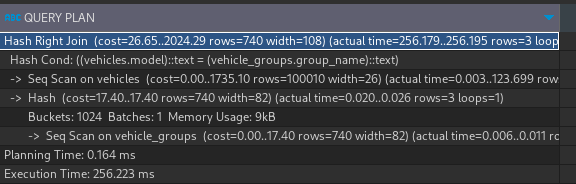 ABC QUERY PLAN
Hash Right Join (cost=26.65..2024.29 rows=740 width=108) (actual time=256.179..256.195 rows=3 loop
Hash Cond: ((vehicles.model)::text = (vehicle_groups.group_name)::text)
-> Seq Scan on vehicles (cost=0.00..1735.10 rows=100010 width=26) (actual time=0.003..123.699 row
-> Hash (cost=17.40..17.40 rows=740 width=82) (actual time=0.020..0.026 rows=3 loops=1)
Buckets: 1024 Batches: 1 Memory Usage: 9kB
-> Seq Scan on vehicle_groups (cost=0.00..17.40 rows=740 width=82) (actual time=0.006..0.011 ro
Planning Time: 0.164 ms
Execution Time: 256.223 ms